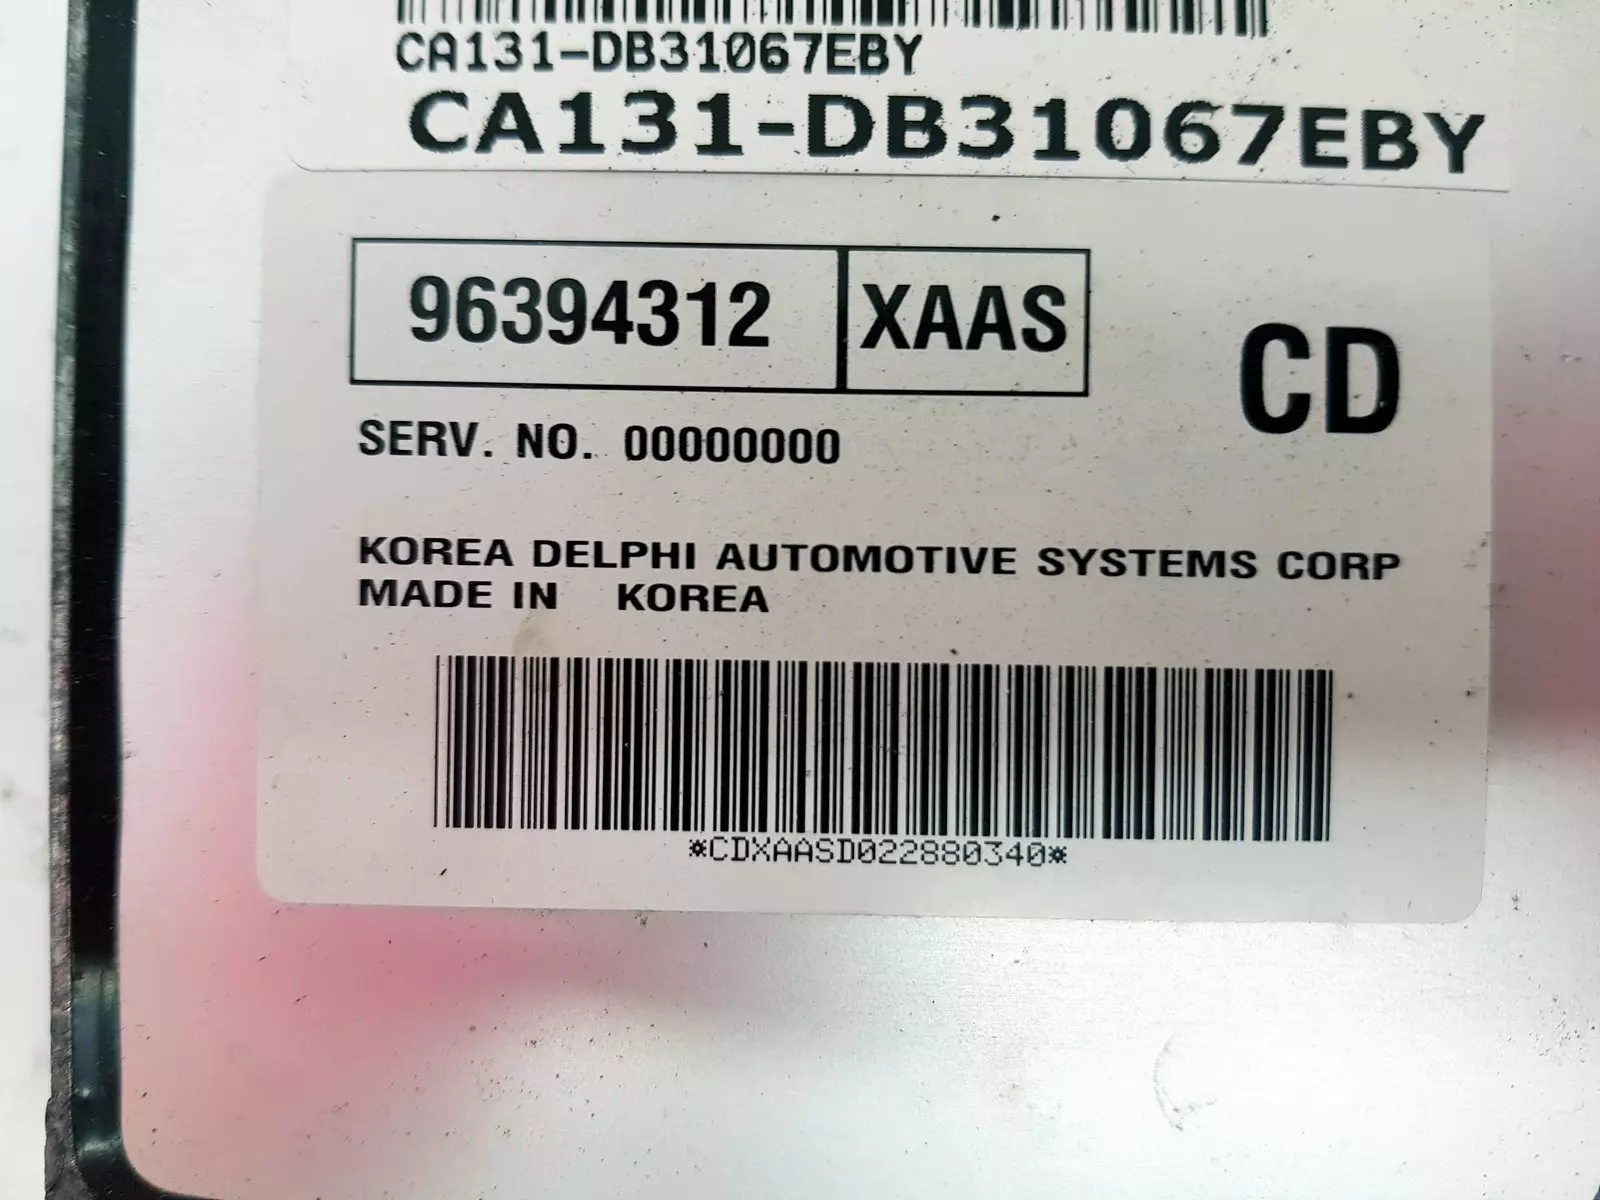 CA131-DB31067EBY
CA131-DB31067EBY
96394312 XAAS
CD
SERV. NO. 00000000
KOREA DELPHI AUTOMOTIVE SYSTEMS CORP
MADE IN KOREA
*CDXAASD022880340*